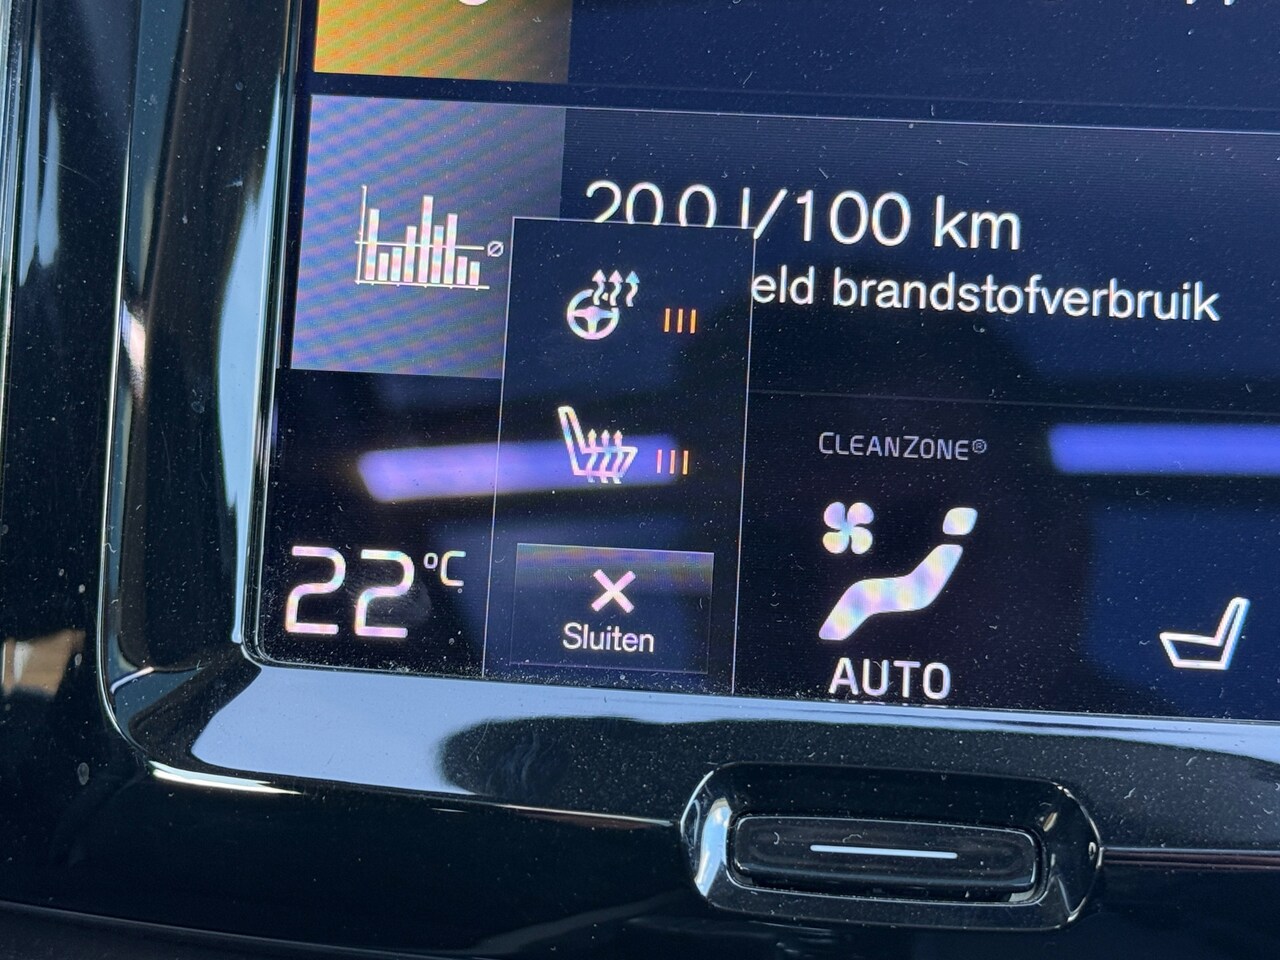 20.0 l/100 km
eld brandstofverbruik
CLEANZONE®
22°C
Sluiten
AUTO